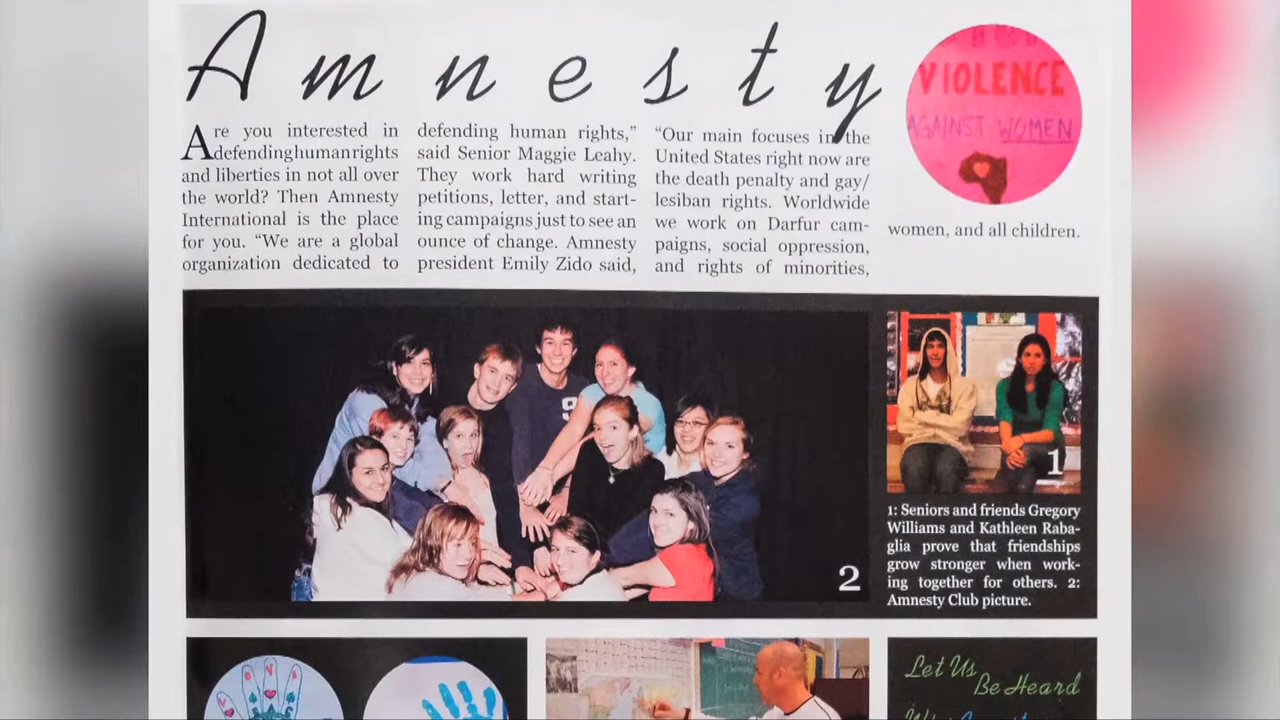 Amnesty
Are you interested in
defendinghumanrights
and liberties in not all over
the world? Then Amnesty
International is the place
for you. “We are a global
organization dedicated to
defending human rights,”
said Senior Maggie Leahy.
They work hard writing
petitions, letter, and start-
ing campaigns just to see an
ounce of change. Amnesty
president Emily Zido said,
“Our main focuses in the
United States right now are
the death penalty and gay/
lesiban rights. Worldwide
we work on Darfur cam-
paigns, social oppression,
and rights of minorities,
VIOLENCE
AGAINST WOMEN
women, and all children.
1
2
1: Seniors and friends Gregory
Williams and Kathleen Raba-
glia prove that friendships
grow stronger when work-
ing together for others. 2:
Amnesty Club picture.
Let Us
Be Heard